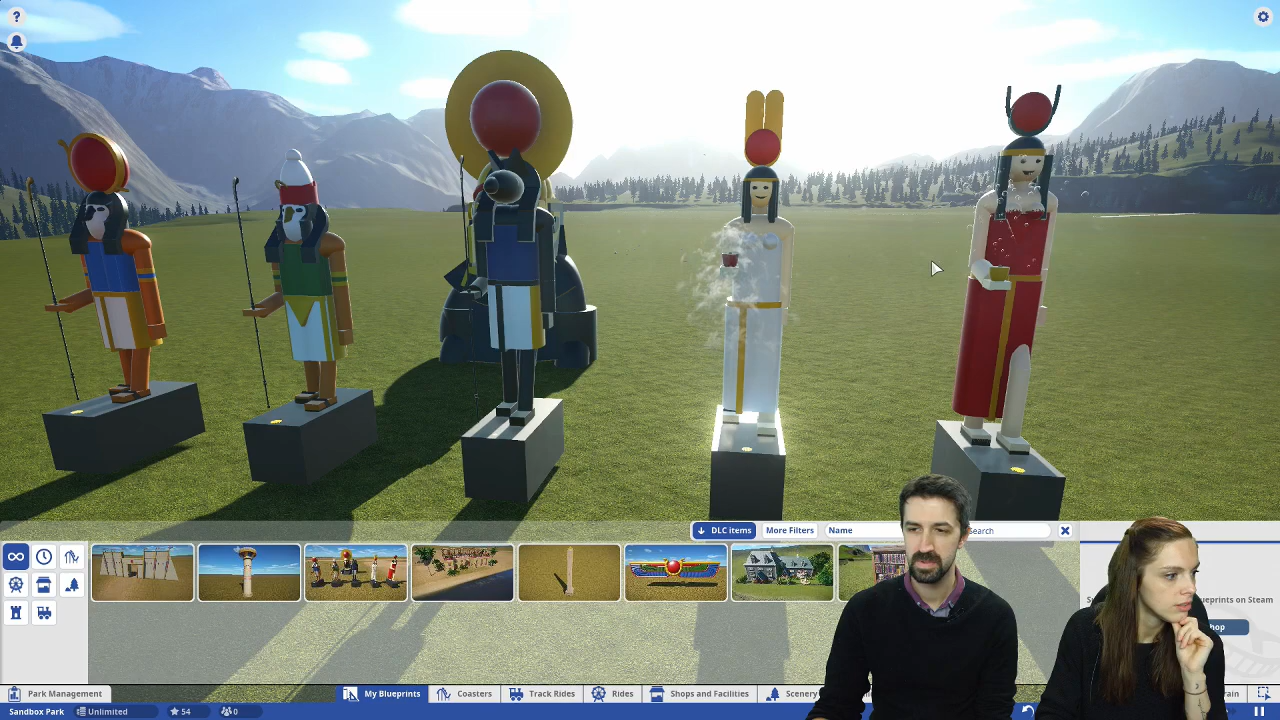 ?
DLC items
More Filters
Name
Search
Blueprints on Steam
Park Management
My Blueprints
Coasters
Track Rides
Rides
Shops and Facilities
Scenery
Sandbox Park
Unlimited
54
0